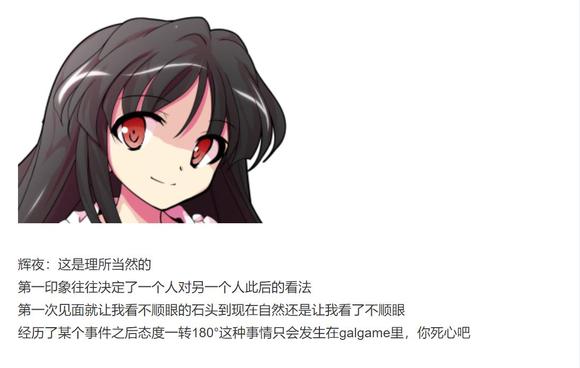 辉夜：这是理所当然的
第一印象往往决定了一个人对另一个人此后的看法
第一次见面就让我看不顺眼的石头到现在自然还是让我看了不顺眼
经历了某个事件之后态度一转180°这种事情只会发生在galgame里，你死心吧